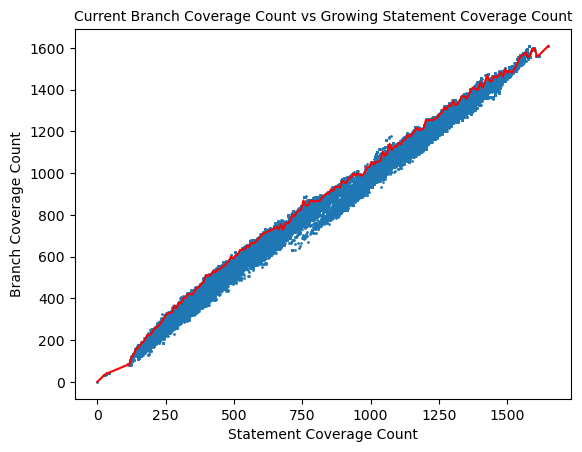 Current Branch Coverage Count vs Growing Statement Coverage Count
1600
1400
1200
1000
800
600
400
200
0
Branch Coverage Count
0 250 500 750 1000 1250 1500
Statement Coverage Count